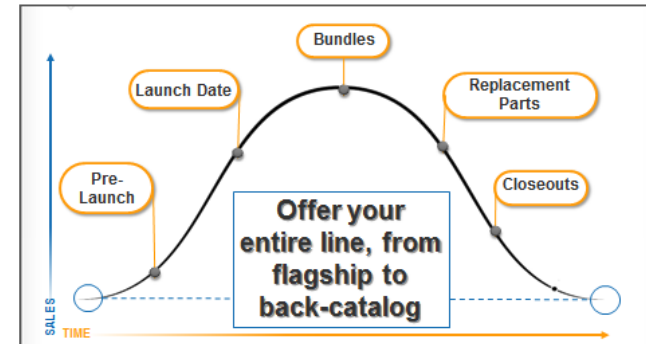 Bundles
Launch Date
Replacement
Parts
Pre-
Launch
Closeouts
Offer your
entire line, from
flagship to
back-catalog
SALES
TIME